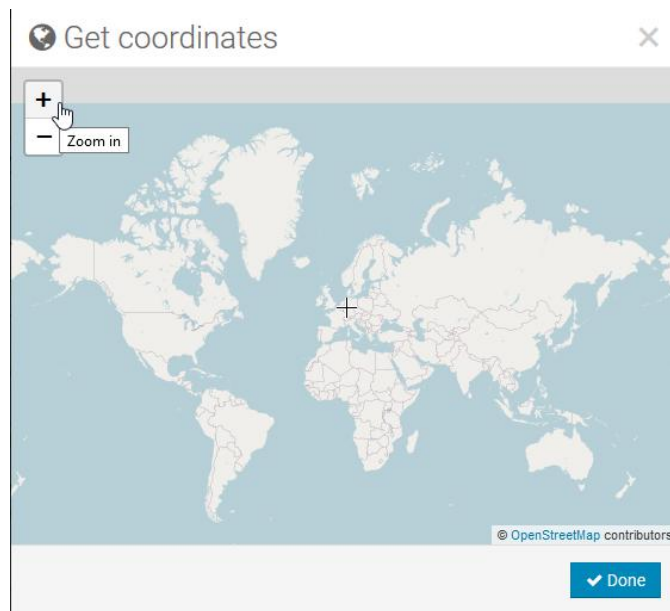 Get coordinates
×
+
−
Zoom in
© OpenStreetMap contributors
Done